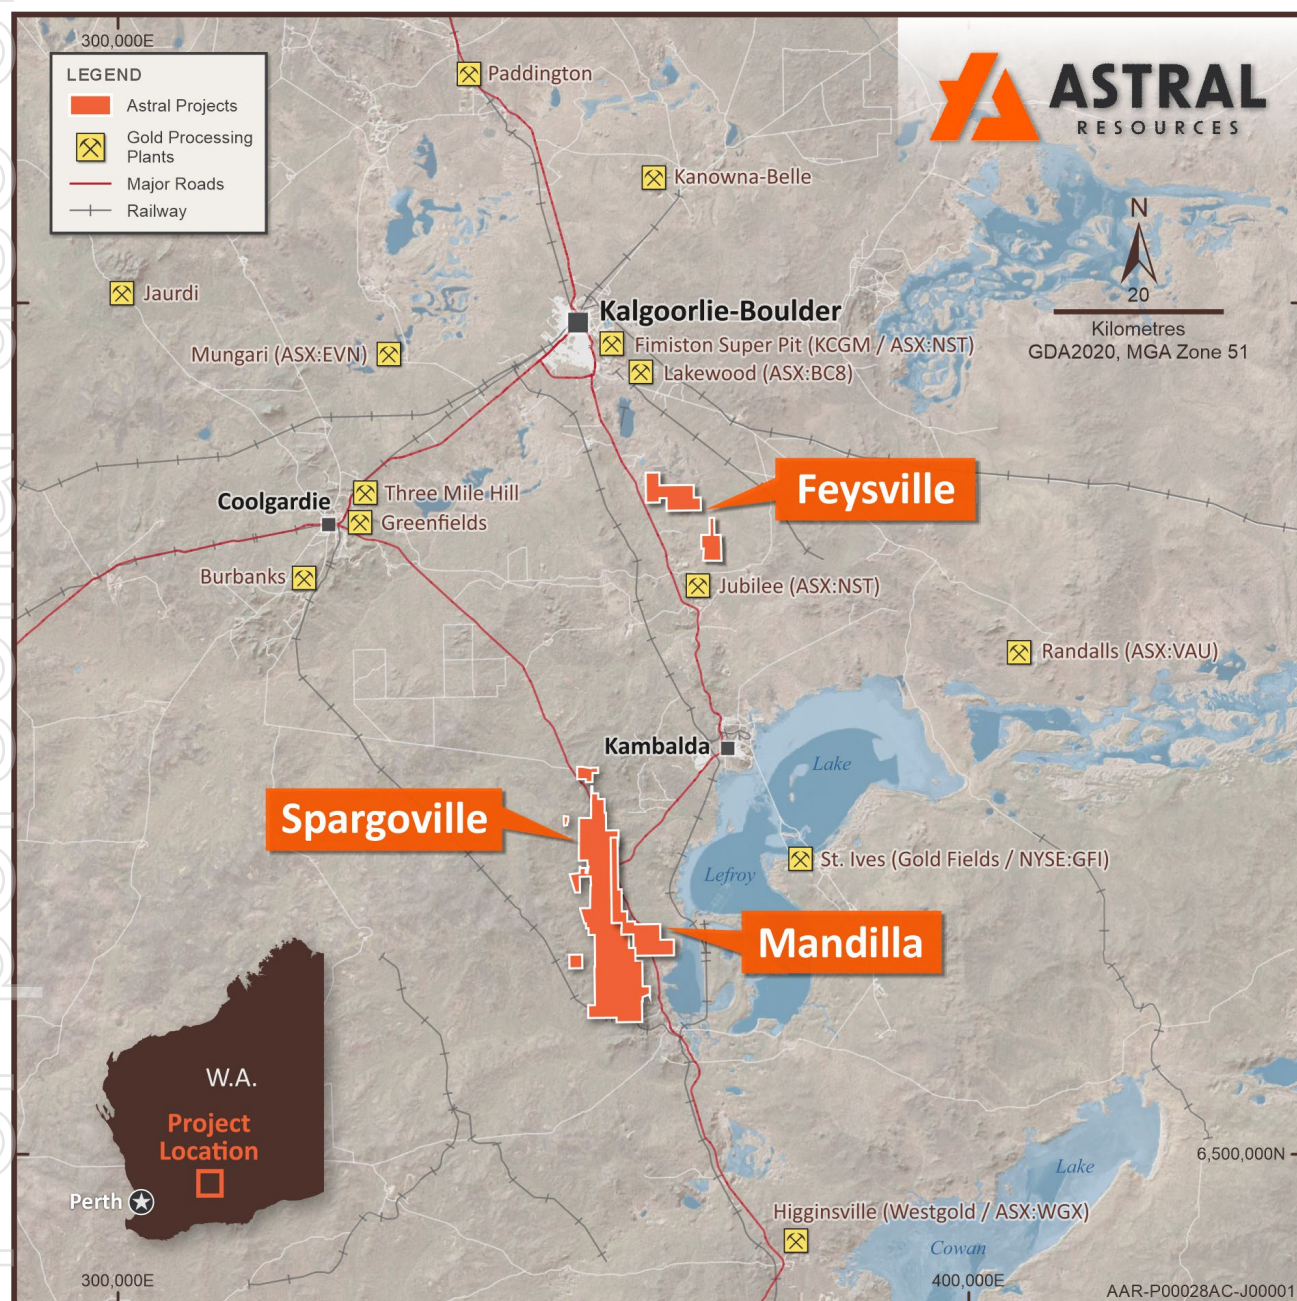 300,000E
LEGEND
Astral Projects
Gold Processing
Plants
Major Roads
Railway
ASTRAL
RESOURCES
Paddington
Kanowna-Belle
N
20
Kilometres
GDA2020, MGA Zone 51
Jaurdi
Kalgoorlie-Boulder
Mungari (ASX:EVN)
Fimiston Super Pit (KCGM / ASX:NST)
Lakewood (ASX:BC8)
Feysville
Coolgardie
Three Mile Hill
Greenfields
Burbanks
Jubilee (ASX:NST)
Randalls (ASX:VAU)
Kambalda
Lake
Lefroy
Spargoville
St. Ives (Gold Fields / NYSE:GFI)
Mandilla
W.A.
Project
Location
Perth
Lake
Cowan
6,500,000N
Higginsville (Westgold / ASX:WGX)
300,000E
400,000E
AAR-P00028AC-J00001